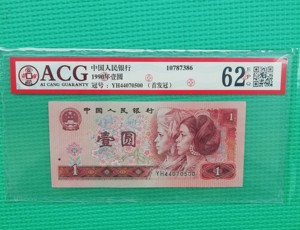 ACG
AI CANG GUARANTY
中国人民银行
1990年壹圆
冠号：YH44070500 （首发冠）
10787386
62
EPQ
中国人民银行
1
壹圆
YH44070500
1